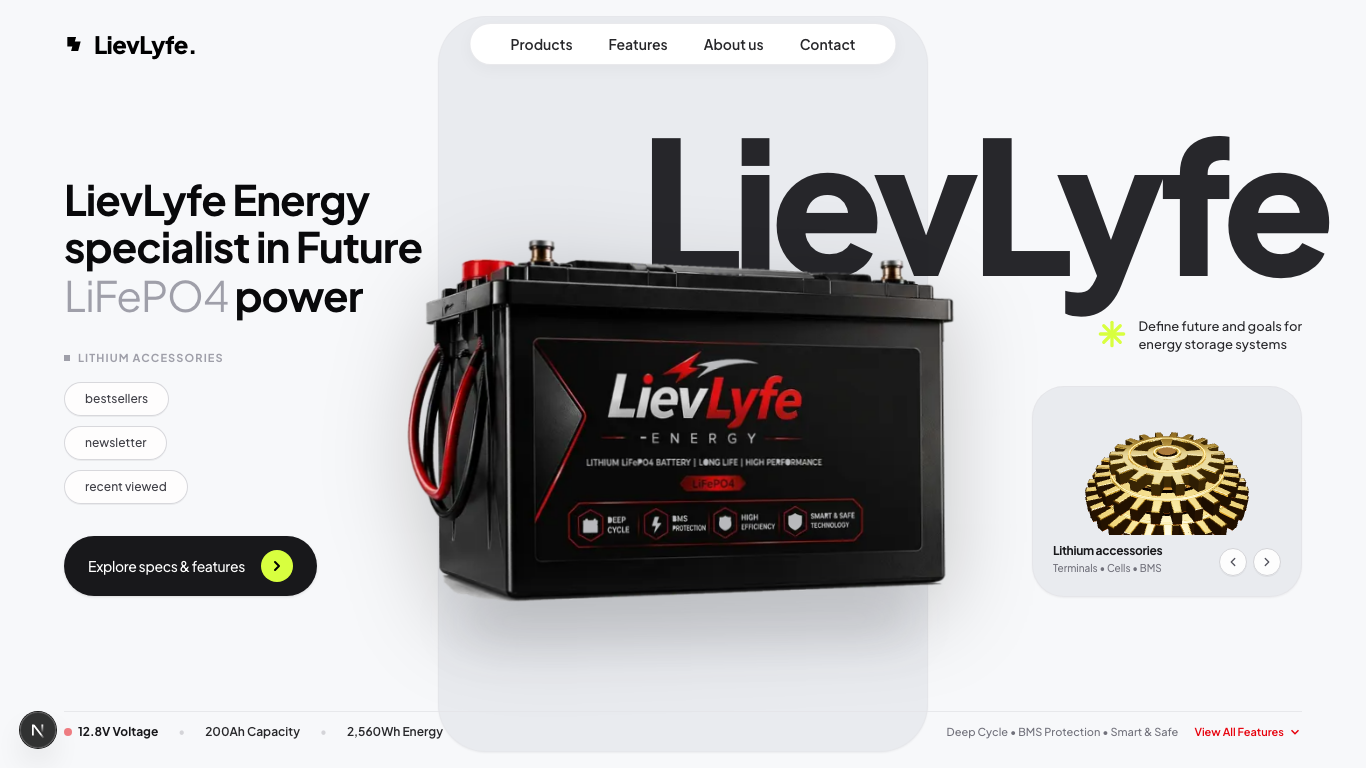 LievLyfe.
Products Features About us Contact
LievLyfe
LievLyfe Energy
specialist in Future
LiFePO4 power
LITHIUM ACCESSORIES
bestsellers
newsletter
recent viewed
Explore specs & features
LievLyfe
-ENERGY
LITHIUM LiFePO4 BATTERY | LONG LIFE | HIGH PERFORMANCE
LiFePO4
DEEP
CYCLE
BMS
PROTECTION
HIGH
EFFICIENCY
SMART & SAFE
TECHNOLOGY
Define future and goals for
energy storage systems
Lithium accessories
Terminals • Cells • BMS
N
12.8V Voltage • 200Ah Capacity • 2,560Wh Energy
Deep Cycle • BMS Protection • Smart & Safe View All Features